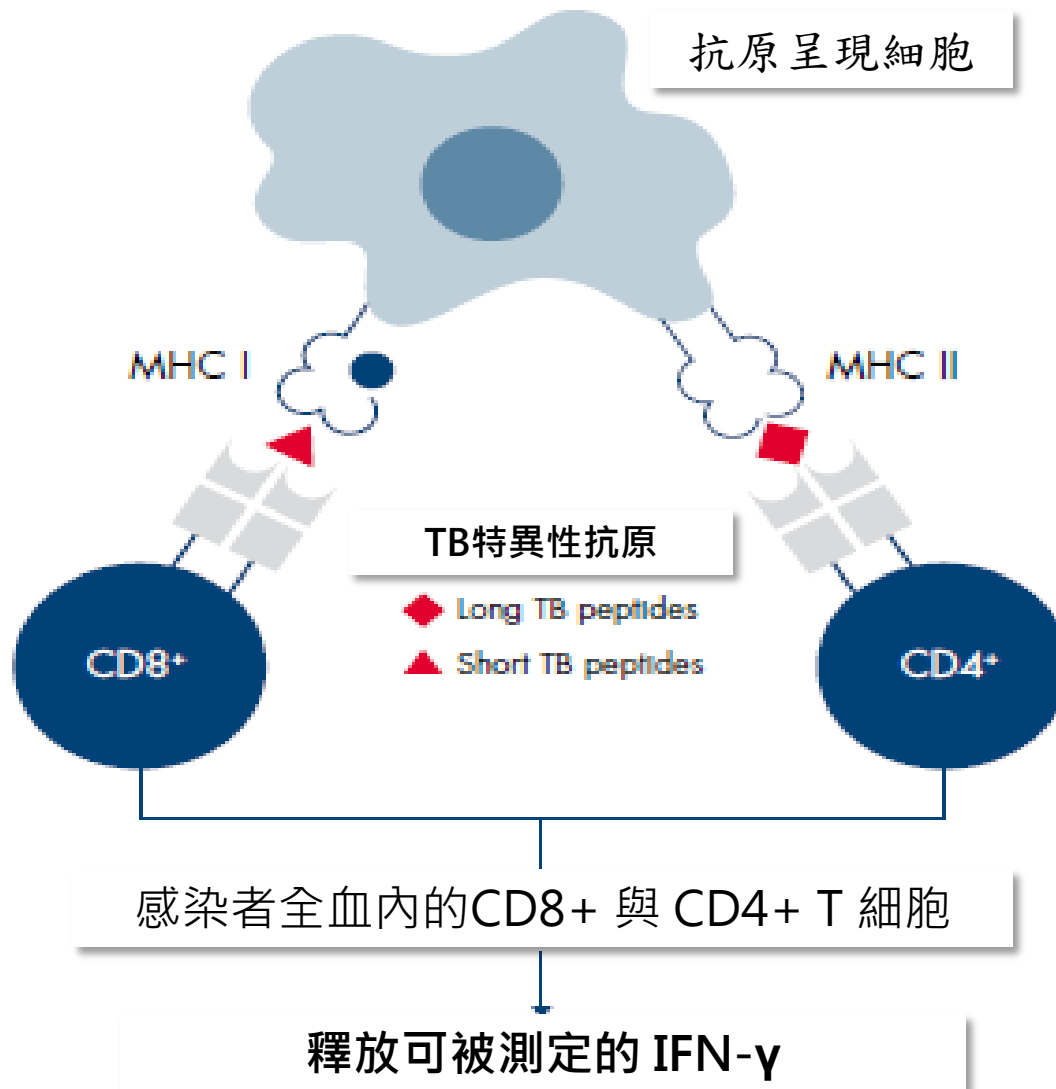 抗原呈現細胞
MHC I
MHC II
TB特異性抗原
Long TB peptides
Short TB peptides
CD8+
CD4+
感染者全血內的CD8+ 與 CD4+ T 細胞
釋放可被測定的 IFN-γ